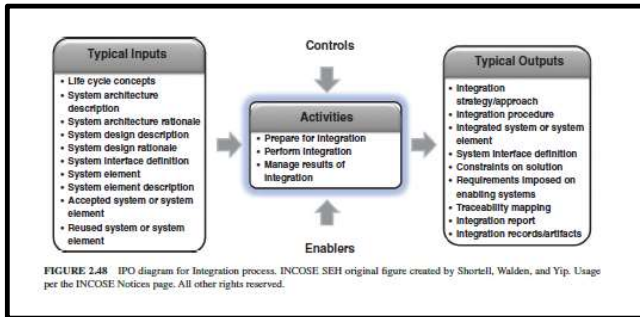 Typical Inputs
• Life cycle concepts
• System architecture
description
• System architecture rationale
• System design description
• System design rationale
• System interface definition
• System element
• System element description
• Accepted system or system
element
• Reused system or system
element
Controls
Activities
• Prepare for integration
• Perform integration
• Manage results of
integration
Enablers
Typical Outputs
• Integration
strategy/approach
• Integration procedure
• Integrated system or system
element
• System interface definition
• Constraints on solution
• Requirements imposed on
enabling systems
• Traceability mapping
• Integration report
• Integration records/artifacts
FIGURE 2.48 IPO diagram for Integration process. INCOSE SEH original figure created by Shortell, Walden, and Yip. Usage
per the INCOSE Notices page. All other rights reserved.